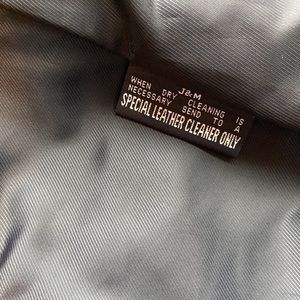 J&M
WHEN DRY CLEANING IS
NECESSARY SEND TO A
SPECIAL LEATHER CLEANER ONLY